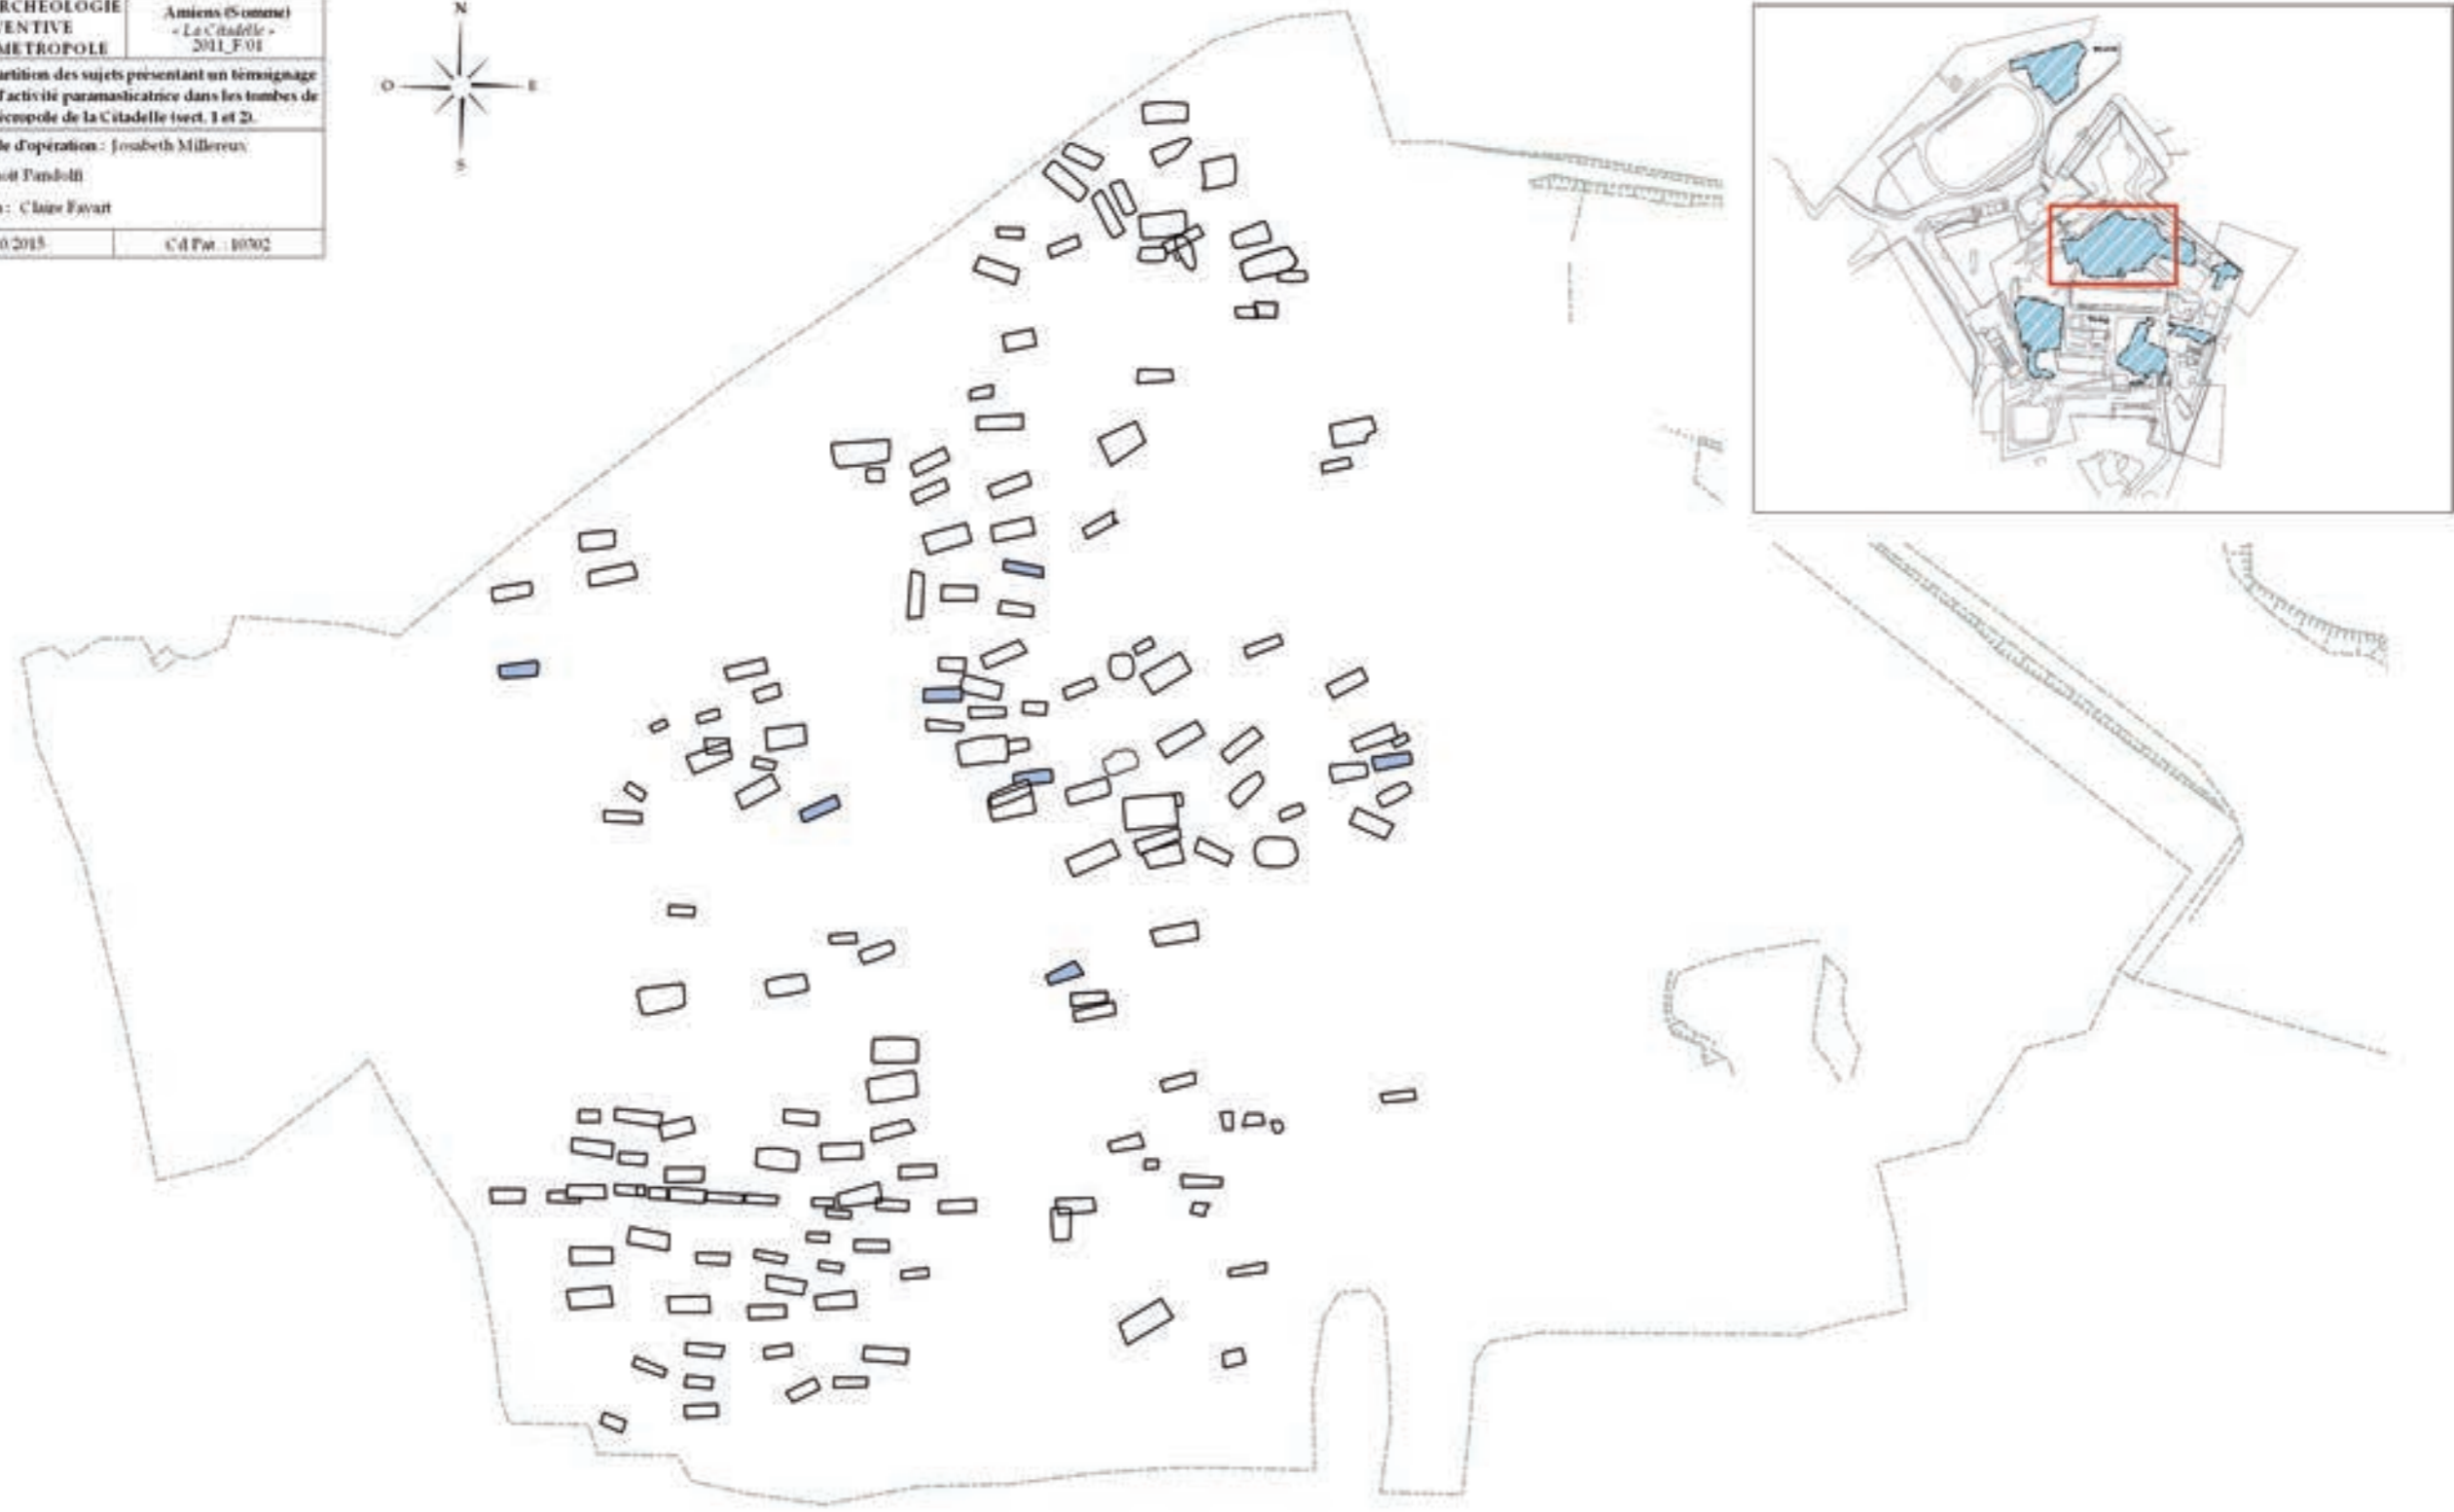 RCHEOLOGIE
VENTIVE
METROPOLE
Amiens (Somme)
« La Citadelle »
2011_F/01
artition des sujets présentant un témoignage
l'activité paramasticatrice dans les tombes de
écropole de la Citadelle (sect. 1 et 2).
le d'opération : Josabeth Millereux
oit Pandolfi
: Claire Favart
0/2015
Cd Pat. : 10302
N
O
E
S